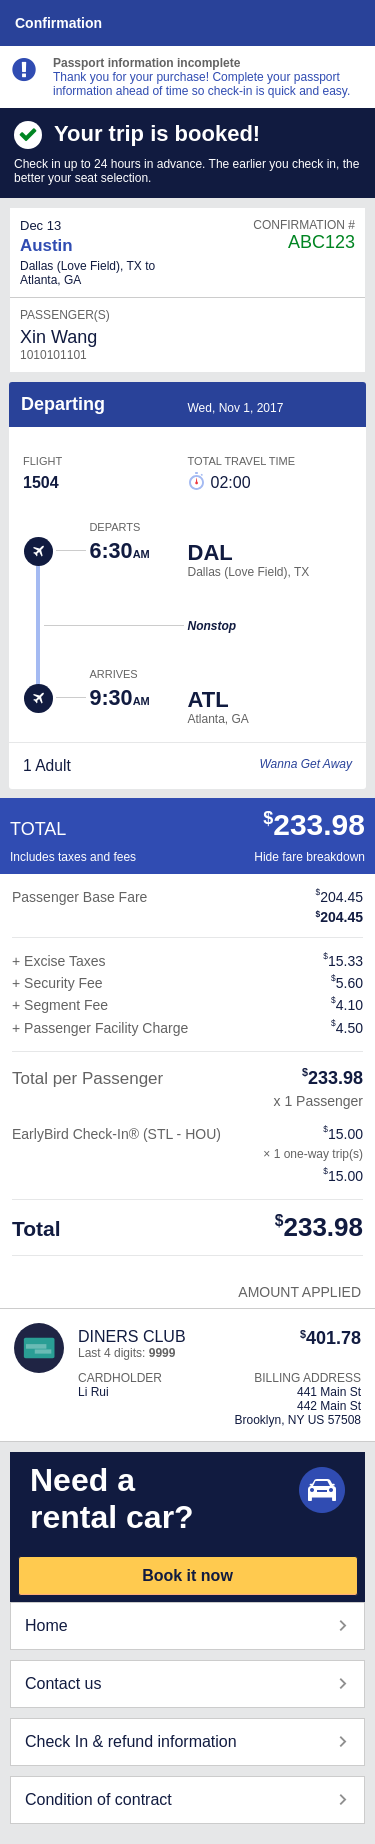 Confirmation
Passport information incomplete
Thank you for your purchase! Complete your passport
information ahead of time so check-in is quick and easy.
Your trip is booked!
Check in up to 24 hours in advance. The earlier you check in, the
better your seat selection.
Dec 13
CONFIRMATION #
Austin
ABC123
Dallas (Love Field), TX to
Atlanta, GA
PASSENGER(S)
Xin Wang
1010101101
Departing
Wed, Nov 1, 2017
FLIGHT
TOTAL TRAVEL TIME
1504
02:00
DEPARTS
6:30AM
DAL
Dallas (Love Field), TX
Nonstop
ARRIVES
9:30AM
ATL
Atlanta, GA
1 Adult
Wanna Get Away
TOTAL
$233.98
Includes taxes and fees
Hide fare breakdown
Passenger Base Fare
$204.45
$204.45
+ Excise Taxes
$15.33
+ Security Fee
$5.60
+ Segment Fee
$4.10
+ Passenger Facility Charge
$4.50
Total per Passenger
$233.98
x 1 Passenger
EarlyBird Check-In® (STL - HOU)
$15.00
× 1 one-way trip(s)
$15.00
Total
$233.98
AMOUNT APPLIED
DINERS CLUB
$401.78
Last 4 digits: 9999
CARDHOLDER
BILLING ADDRESS
Li Rui
441 Main St
442 Main St
Brooklyn, NY US 57508
Need a
rental car?
Book it now
Home
Contact us
Check In & refund information
Condition of contract